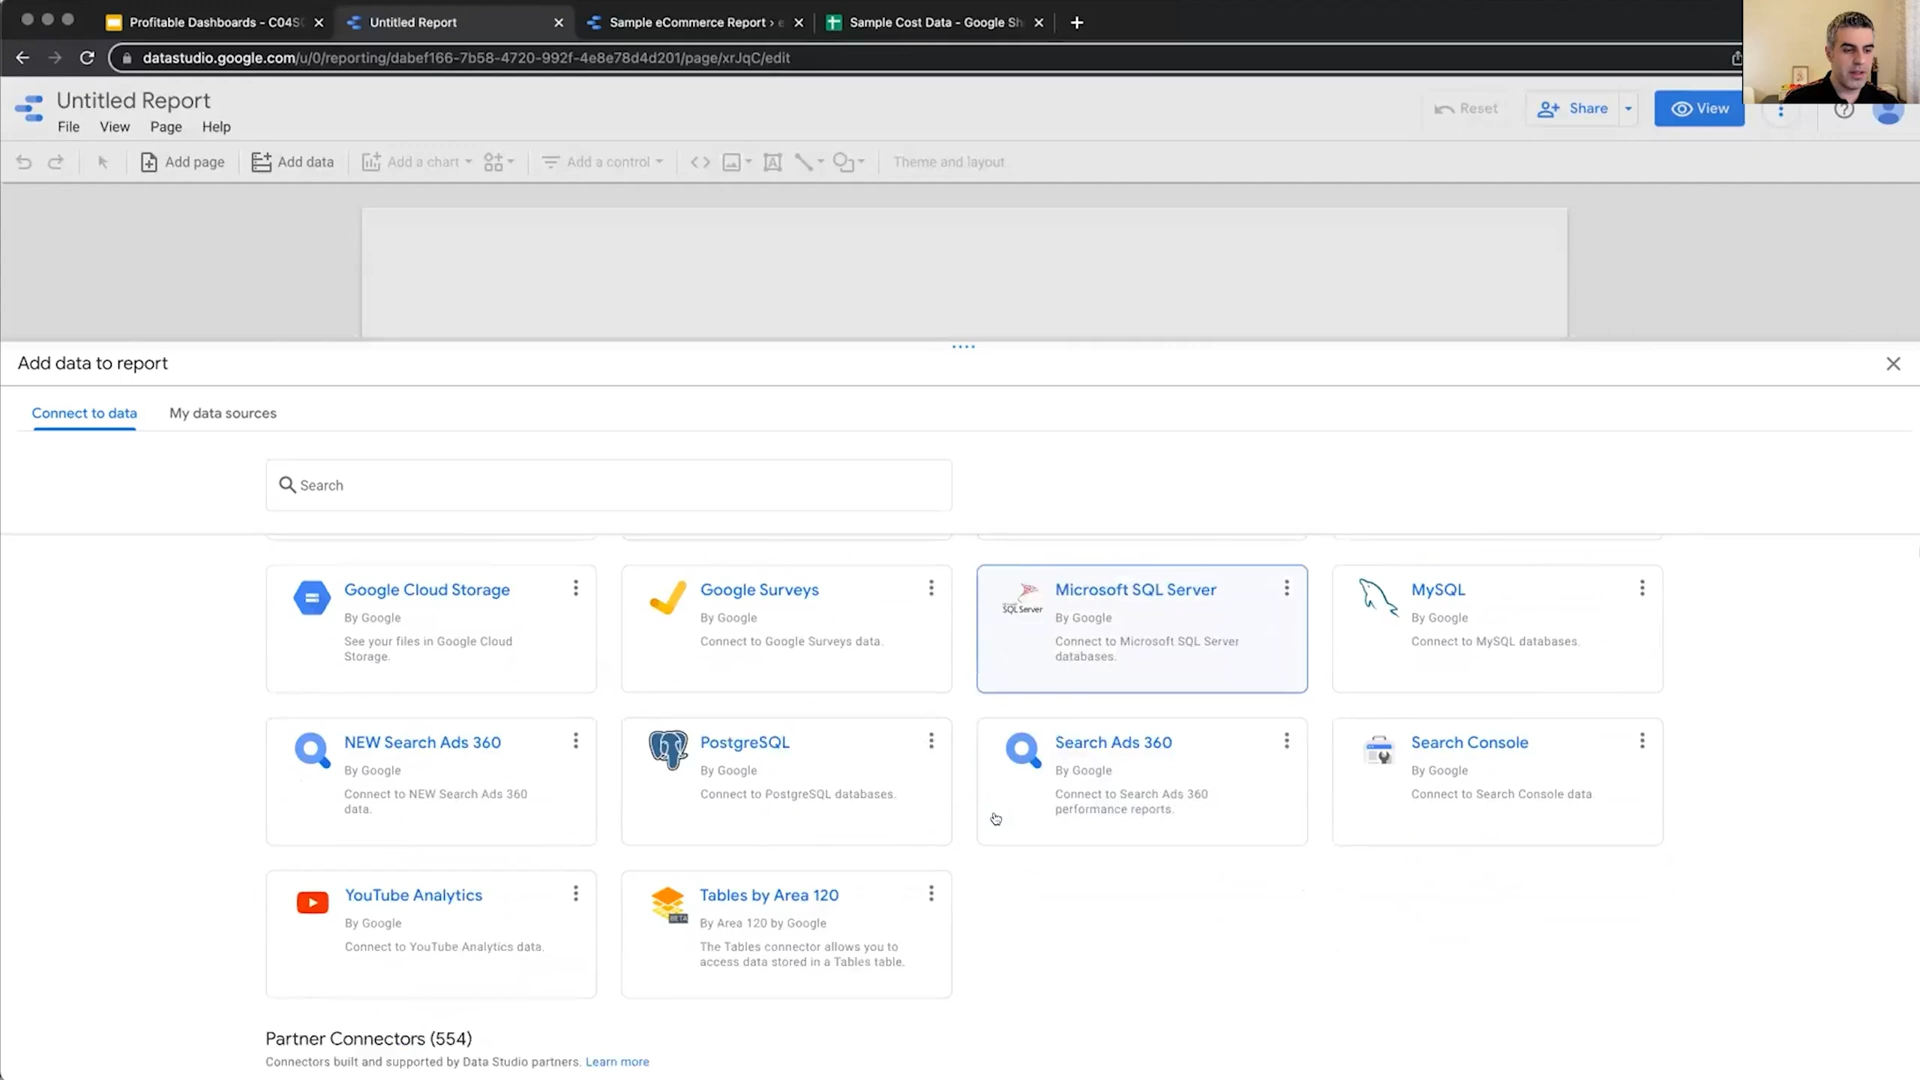 Profitable Dashboards - C04S
Untitled Report
Sample eCommerce Report › e
Sample Cost Data - Google Sh
datastudio.google.com/u/0/reporting/dabef166-7b58-4720-992f-4e8e78d4d201/page/xrJqC/edit
Untitled Report
File View Page Help
Reset
Share
View
Add page
Add data
Add a chart
Add a control
Theme and layout
Add data to report
Connect to data
My data sources
Search
Google Cloud Storage
By Google
See your files in Google Cloud
Storage.
Google Surveys
By Google
Connect to Google Surveys data.
SQL Server
Microsoft SQL Server
By Google
Connect to Microsoft SQL Server
databases.
MySQL
By Google
Connect to MySQL databases.
NEW Search Ads 360
By Google
Connect to NEW Search Ads 360
data.
PostgreSQL
By Google
Connect to PostgreSQL databases.
Search Ads 360
By Google
Connect to Search Ads 360
performance reports.
Search Console
By Google
Connect to Search Console data
YouTube Analytics
By Google
Connect to YouTube Analytics data.
BETA
Tables by Area 120
By Area 120 by Google
The Tables connector allows you to
access data stored in a Tables table.
Partner Connectors (554)
Connectors built and supported by Data Studio partners. Learn more